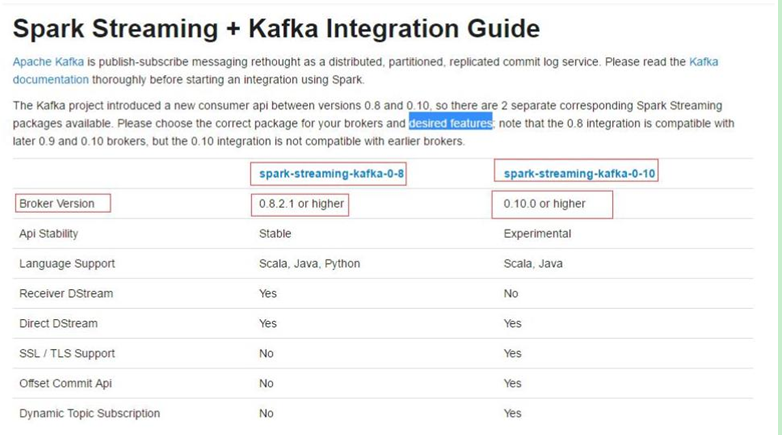 Spark Streaming + Kafka Integration Guide
Apache Kafka is publish-subscribe messaging rethought as a distributed, partitioned, replicated commit log service. Please read the Kafka
documentation thoroughly before starting an integration using Spark.
The Kafka project introduced a new consumer api between versions 0.8 and 0.10, so there are 2 separate corresponding Spark Streaming
packages available. Please choose the correct package for your brokers and desired features; note that the 0.8 integration is compatible with
later 0.9 and 0.10 brokers, but the 0.10 integration is not compatible with earlier brokers.
spark-streaming-kafka-0-8 spark-streaming-kafka-0-10
Broker Version 0.8.2.1 or higher 0.10.0 or higher
Api Stability Stable Experimental
Language Support Scala, Java, Python Scala, Java
Receiver DStream Yes No
Direct DStream Yes Yes
SSL / TLS Support No Yes
Offset Commit Api No Yes
Dynamic Topic Subscription No Yes